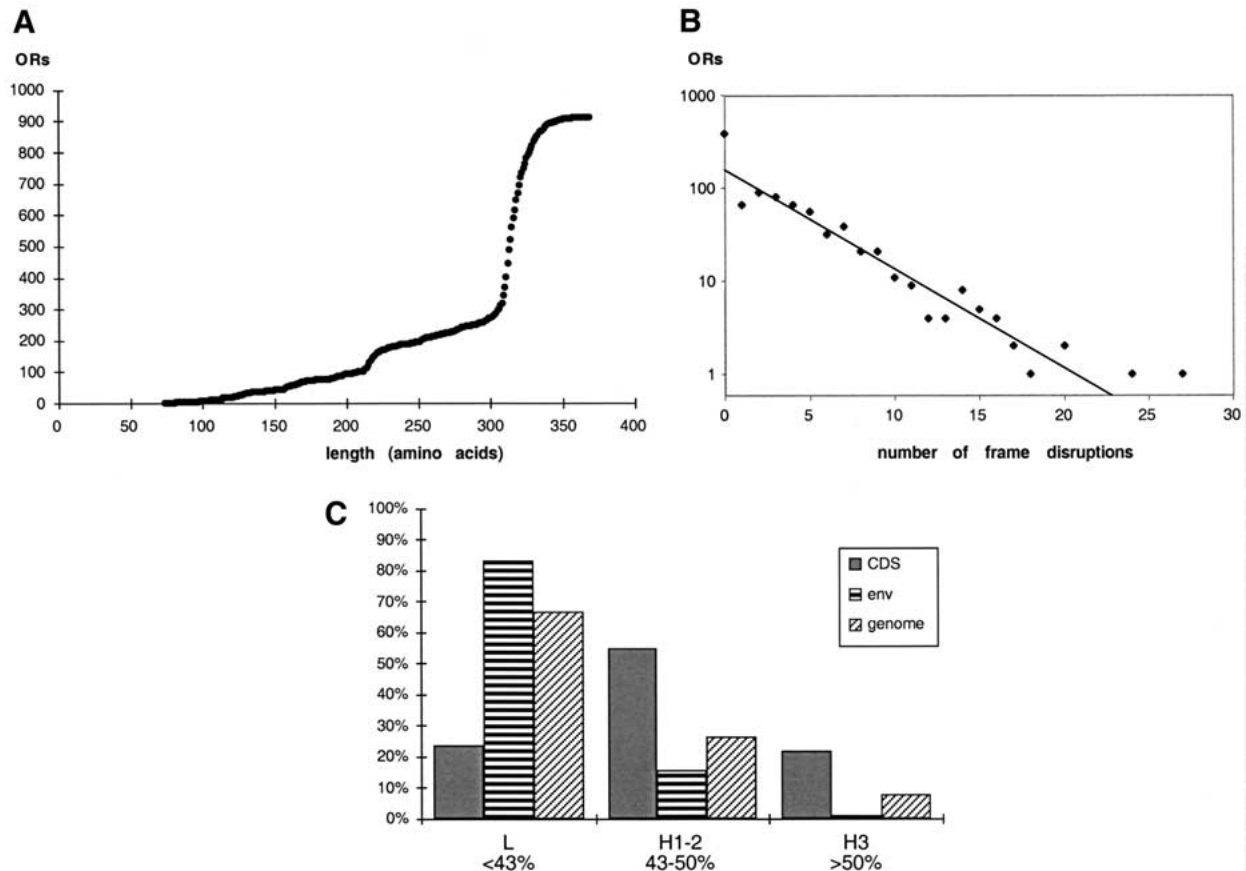 A
ORs
1000
900
800
700
600
500
400
300
200
100
0
0 50 100 150 200 250 300 350 400
length (amino acids)
B
ORs
1000
100
10
1
0 5 10 15 20 25 30
number of frame disruptions
C
100%
90%
80%
70%
60%
50%
40%
30%
20%
10%
0%
CDS
env
genome
L H1-2 H3
<43% 43-50% >50%